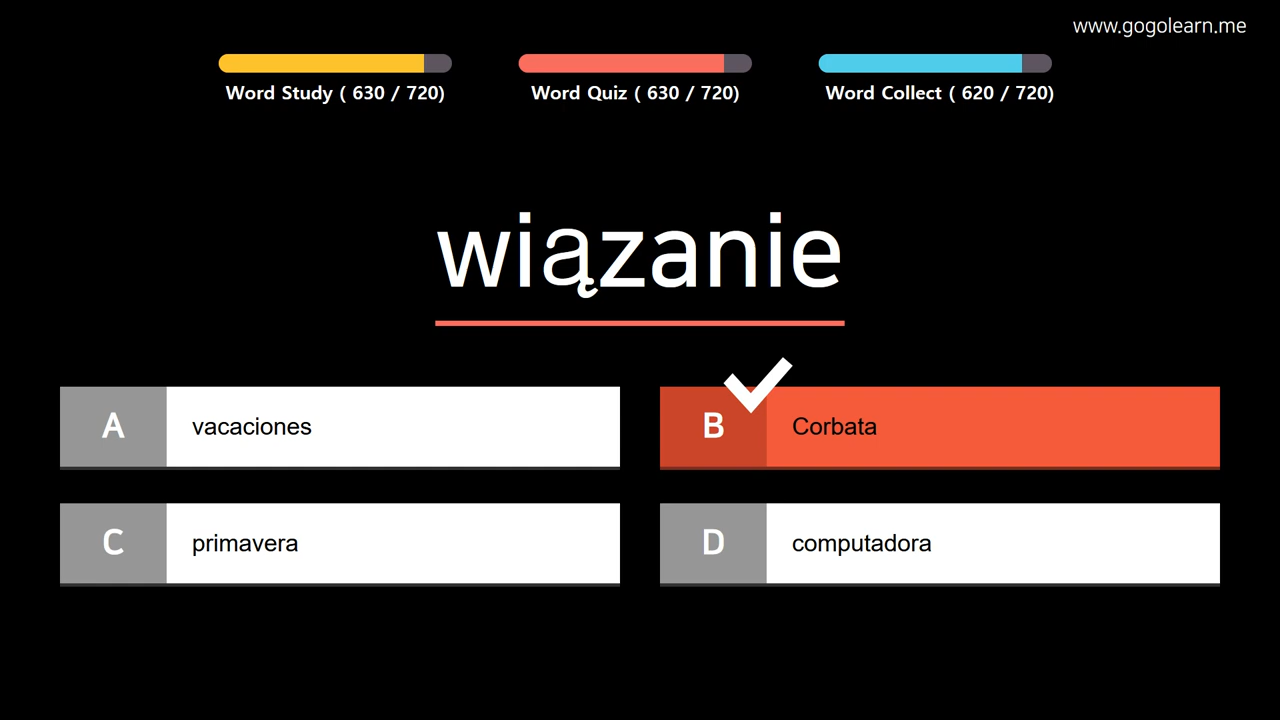 www.gogolearn.me
Word Study ( 630 / 720)
Word Quiz ( 630 / 720)
Word Collect ( 620 / 720)
wiązanie
A vacaciones
B Corbata
C primavera
D computadora